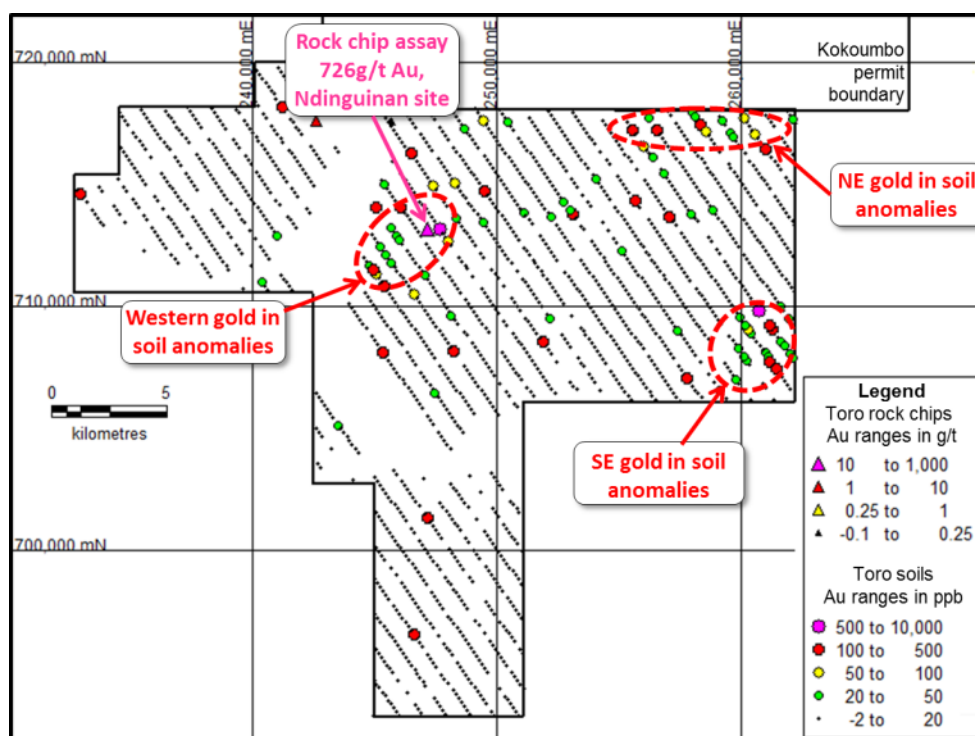 720,000 mN
240,000 mE
Rock chip assay
726g/t Au,
Ndinguinan site
250,000 mE
260,000 mE
Kokoumbo
permit
boundary
NE gold in soil
anomalies
710,000 mN
Western gold in
soil anomalies
0
5
kilometres
SE gold in soil
anomalies
700,000 mN
Legend
Toro rock chips
Au ranges in g/t
10 to 1,000
1 to 10
0.25 to 1
-0.1 to 0.25
Toro soils
Au ranges in ppb
500 to 10,000
100 to 500
50 to 100
20 to 50
-2 to 20